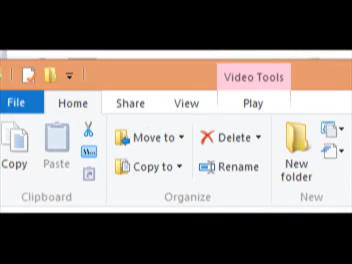 Video Tools
File Home Share View Play
Copy Paste Move to Copy to Delete Rename New folder
Clipboard Organize New